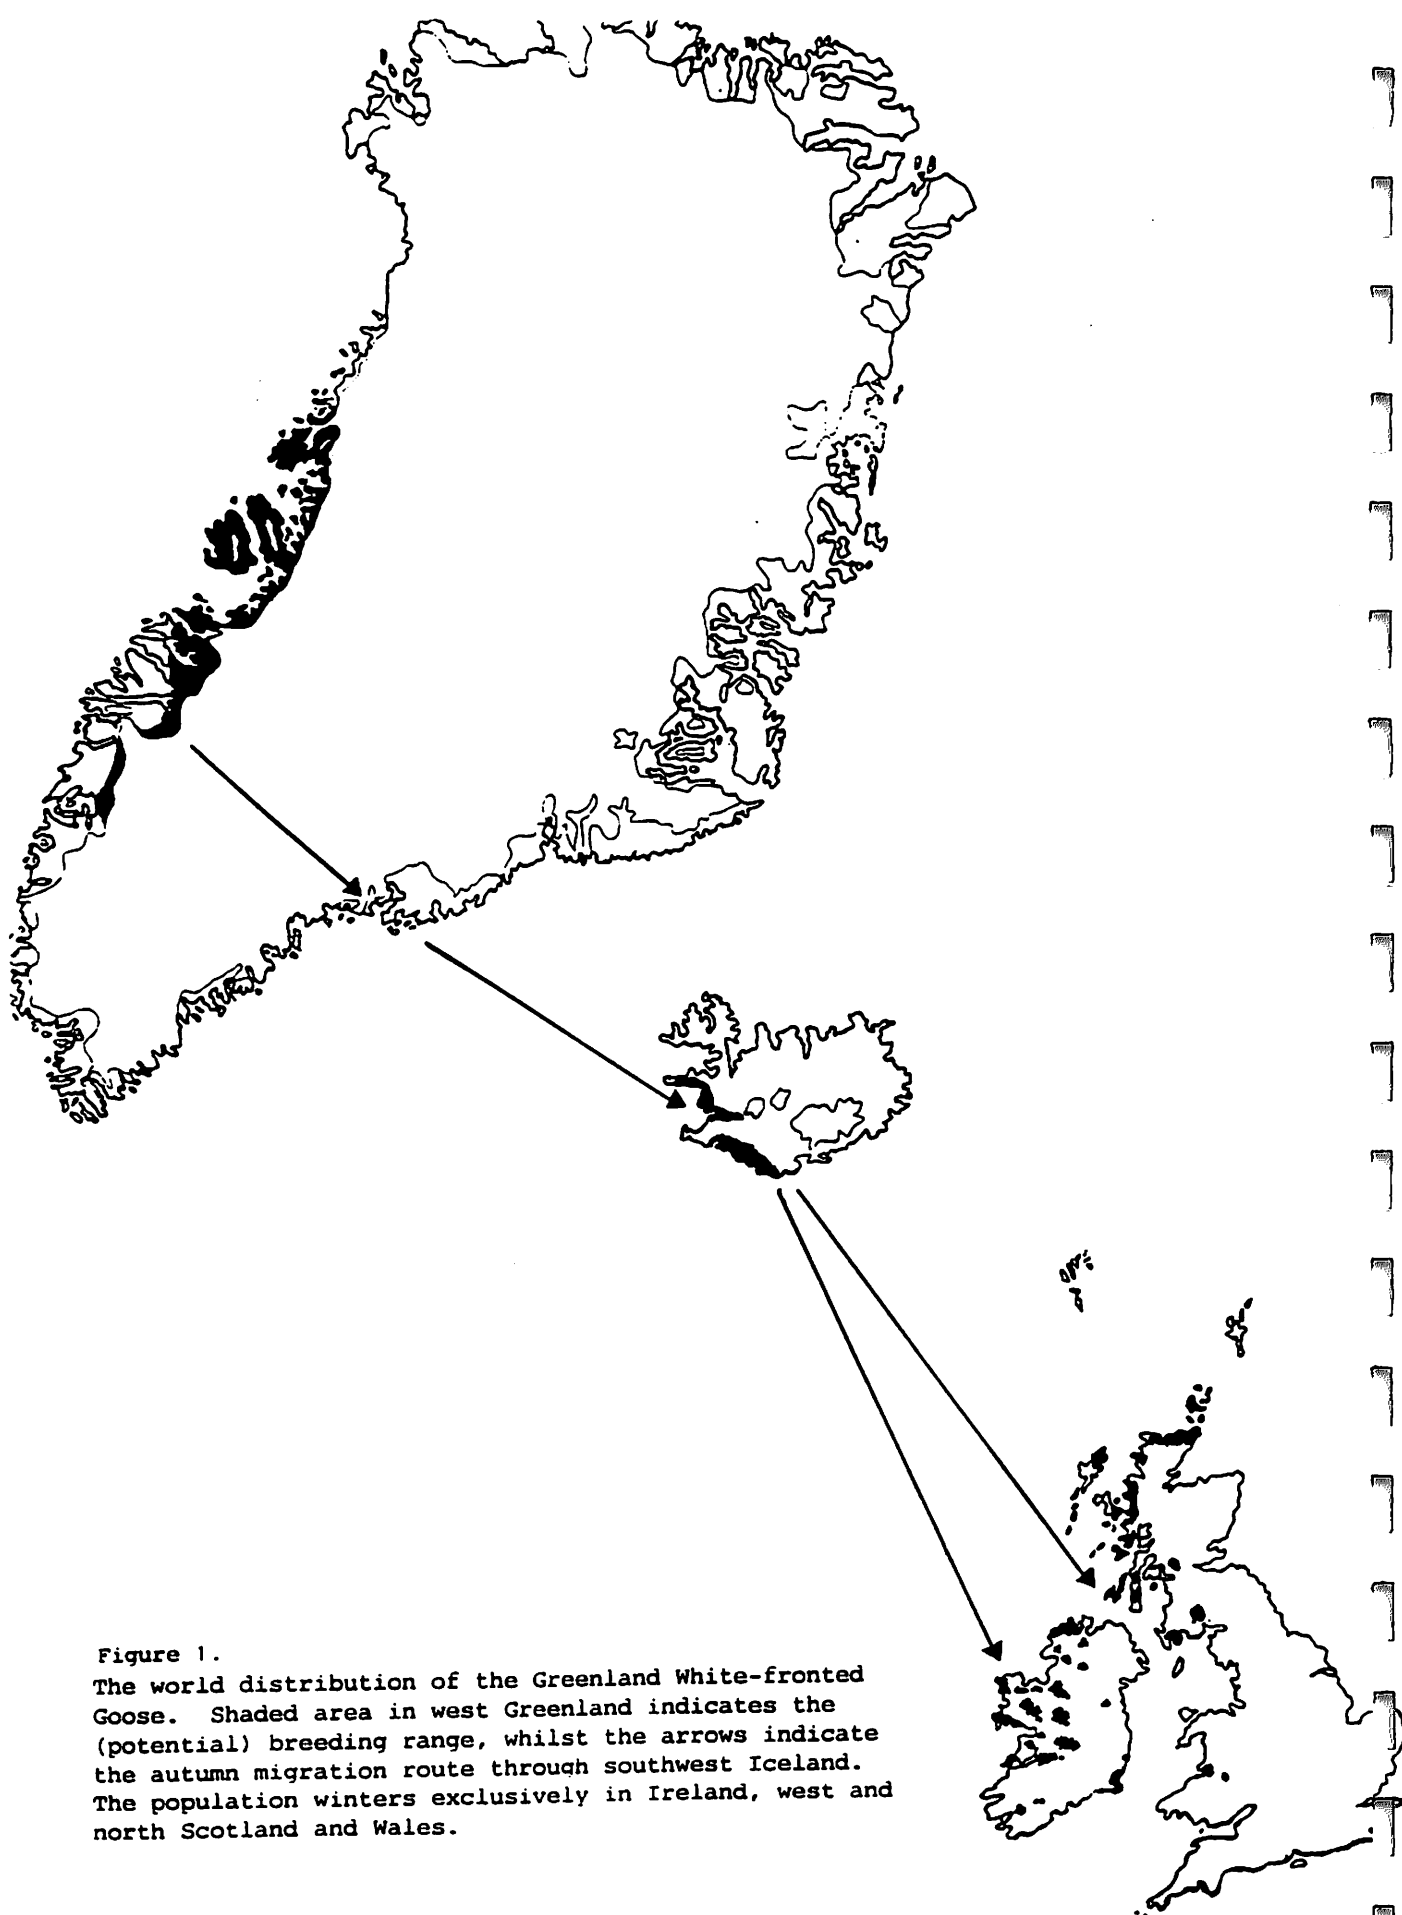 Figure 1.
The world distribution of the Greenland White-fronted
Goose. Shaded area in west Greenland indicates the
(potential) breeding range, whilst the arrows indicate
the autumn migration route through southwest Iceland.
The population winters exclusively in Ireland, west and
north Scotland and Wales.